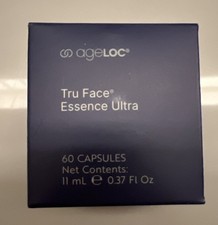 ageLOC®
Tru Face®
Essence Ultra
60 CAPSULES
Net Contents:
11 mL ℮ 0.37 Fl Oz